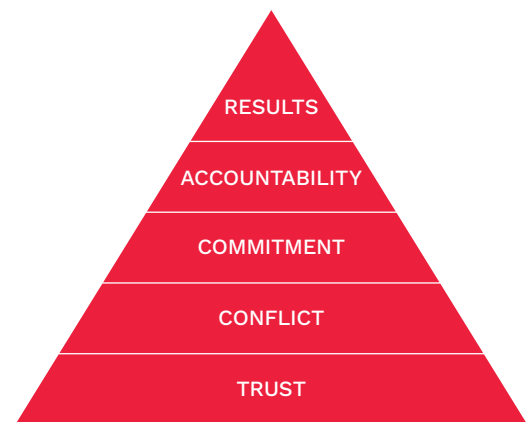 RESULTS
ACCOUNTABILITY
COMMITMENT
CONFLICT
TRUST